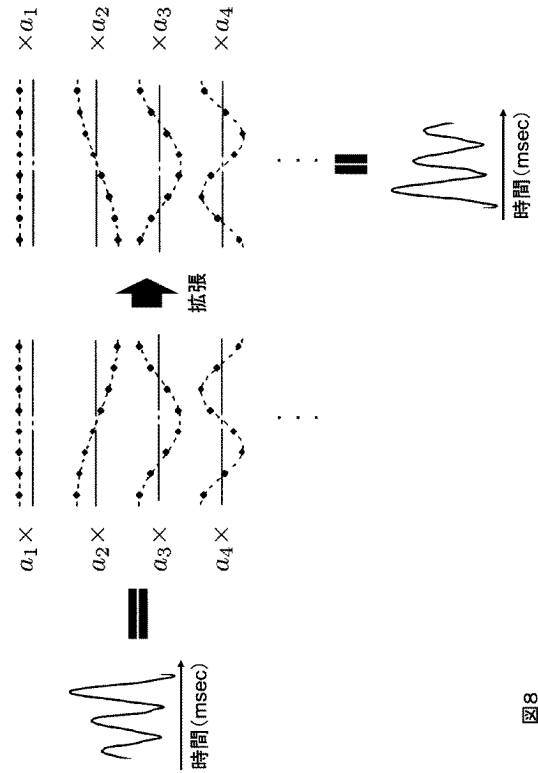 時間(msec)
a₁×
a₂×
a₃×
a₄×
· · ·
拡張
×a₁
×a₂
×a₃
×a₄
· · ·
時間(msec)
図8